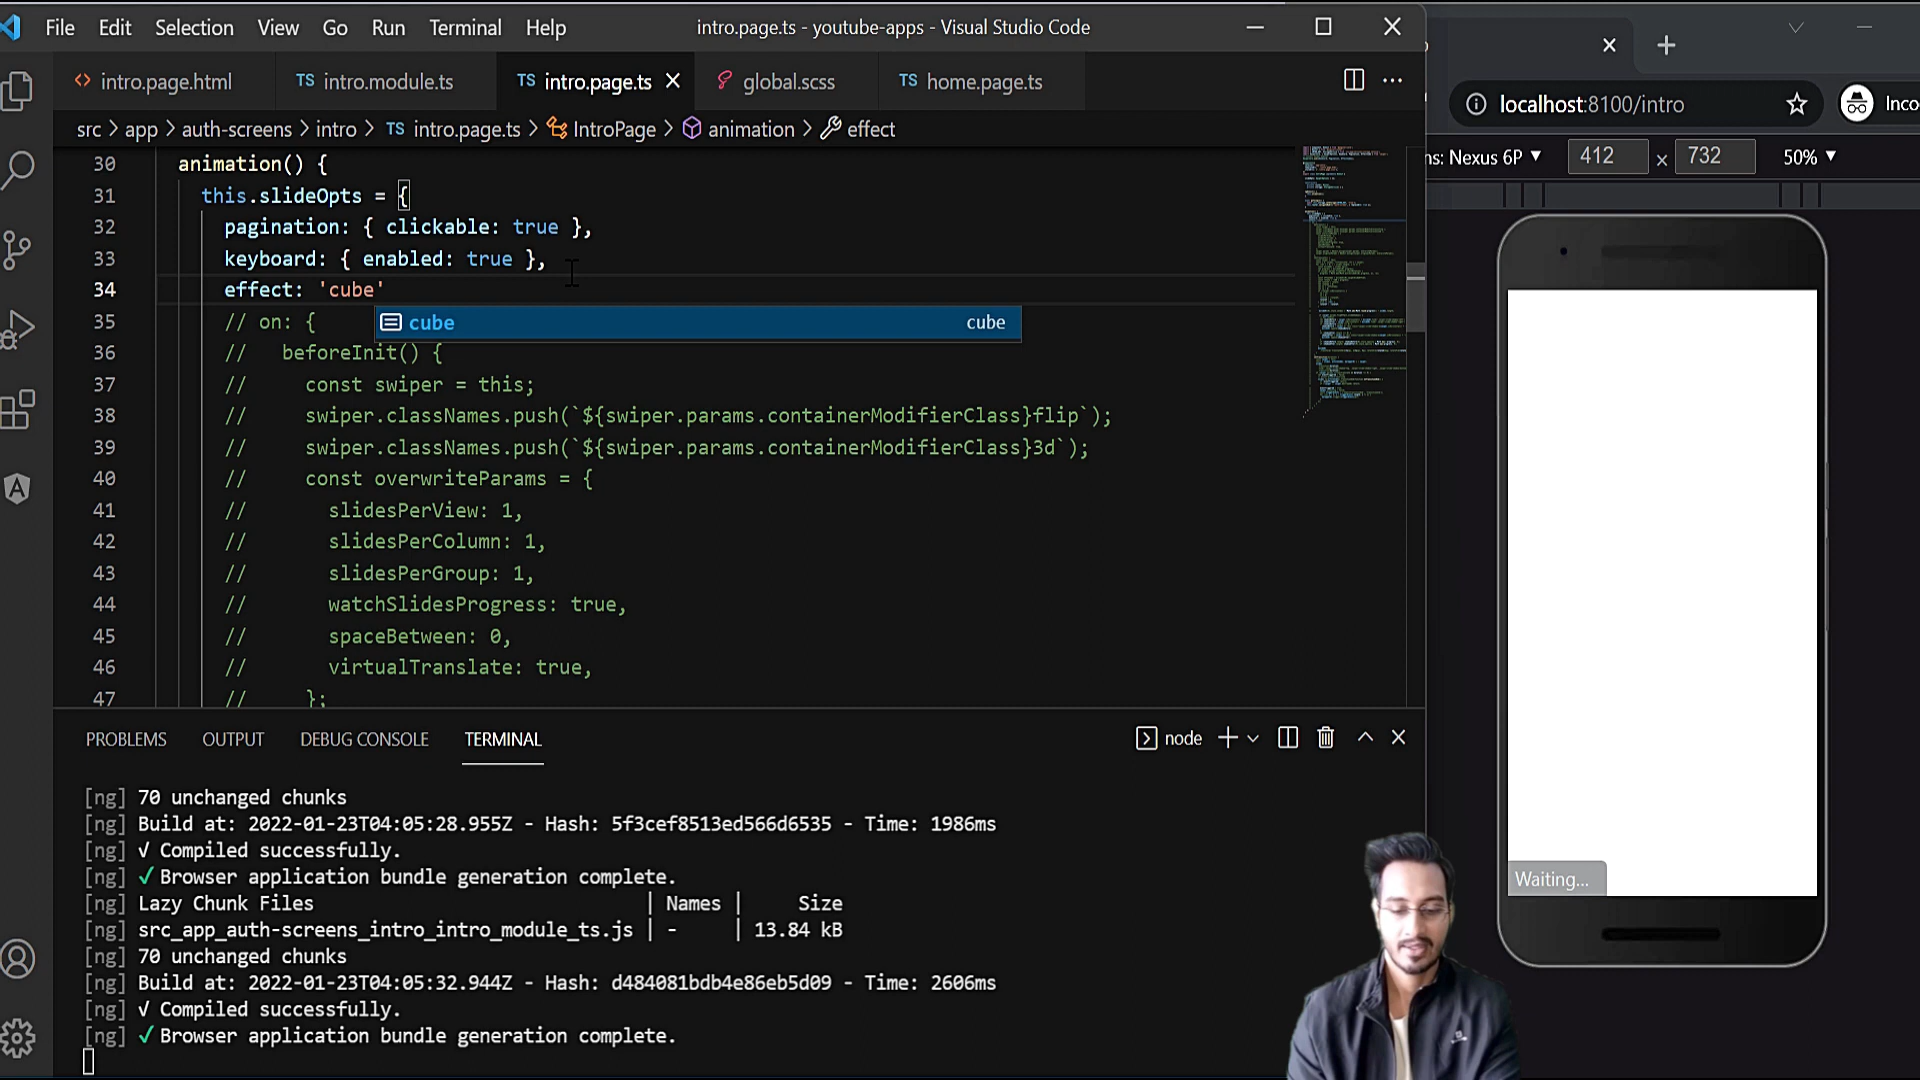 File Edit Selection View Go Run Terminal Help intro.page.ts - youtube-apps - Visual Studio Code
intro.page.html TS intro.module.ts TS intro.page.ts global.scss TS home.page.ts
src > app > auth-screens > intro > TS intro.page.ts > IntroPage > animation > effect
30 animation() {
31 this.slideOpts = {
32 pagination: { clickable: true },
33 keyboard: { enabled: true },
34 effect: 'cube'
cube cube
35 // on: {
36 // beforeInit() {
37 // const swiper = this;
38 // swiper.classNames.push(`${swiper.params.containerModifierClass}flip`);
39 // swiper.classNames.push(`${swiper.params.containerModifierClass}3d`);
40 // const overwriteParams = {
41 // slidesPerView: 1,
42 // slidesPerColumn: 1,
43 // slidesPerGroup: 1,
44 // watchSlidesProgress: true,
45 // spaceBetween: 0,
46 // virtualTranslate: true,
47 // };
PROBLEMS OUTPUT DEBUG CONSOLE TERMINAL node
[ng] 70 unchanged chunks
[ng] Build at: 2022-01-23T04:05:28.955Z - Hash: 5f3cef8513ed566d6535 - Time: 1986ms
[ng] √ Compiled successfully.
[ng] ✓ Browser application bundle generation complete.
[ng] Lazy Chunk Files | Names | Size
[ng] src_app_auth-screens_intro_intro_module_ts.js | - | 13.84 kB
[ng] 70 unchanged chunks
[ng] Build at: 2022-01-23T04:05:32.944Z - Hash: d484081bdb4e86eb5d09 - Time: 2606ms
[ng] √ Compiled successfully.
[ng] ✓ Browser application bundle generation complete.
localhost:8100/intro Inco
ns: Nexus 6P ▼ 412 × 732 50% ▼
Waiting...